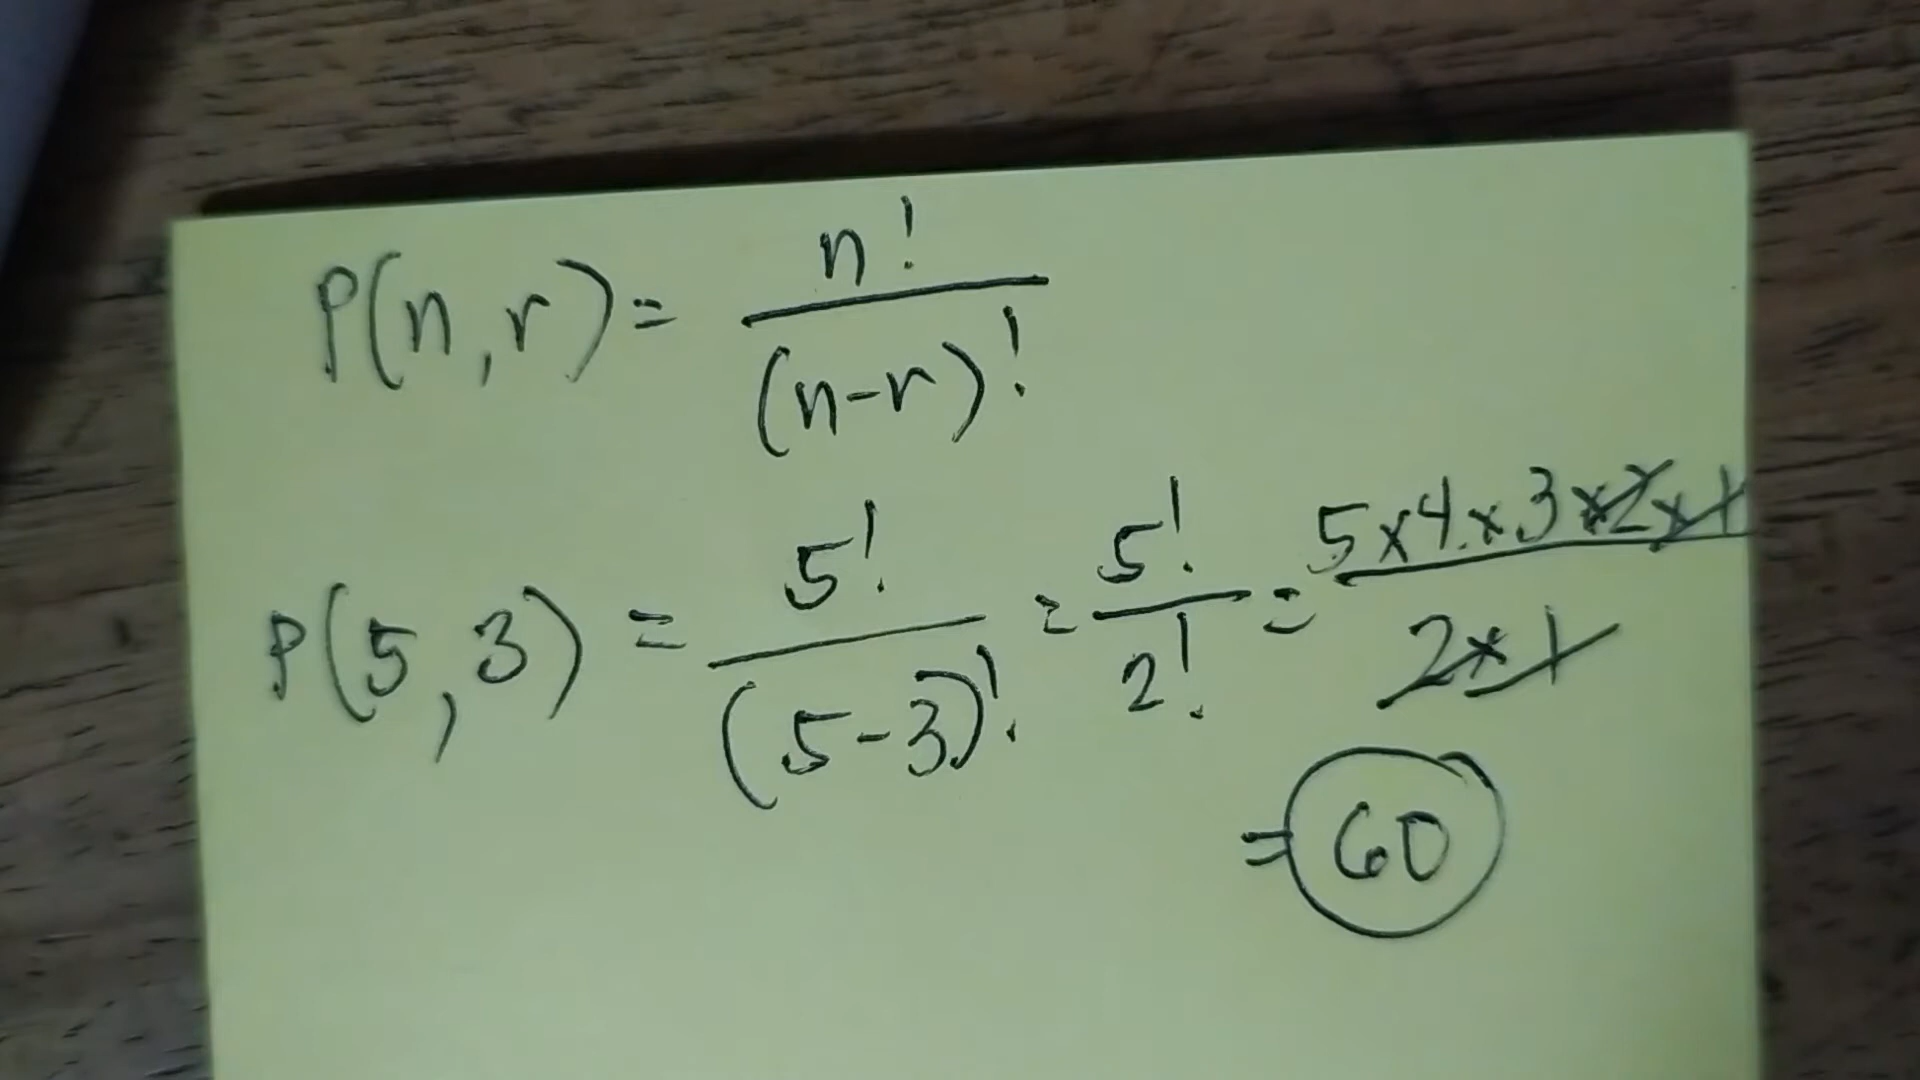 P(n,r) = n! / (n-r)!
P(5,3) = 5! / (5-3)! = 5! / 2! = 5x4x3x2x1 / 2x1
= 60